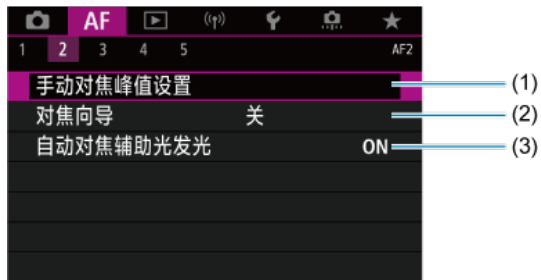 AF
1 2 3 4 5 AF2
手动对焦峰值设置 (1)
对焦向导 关 (2)
自动对焦辅助光发光 ON (3)